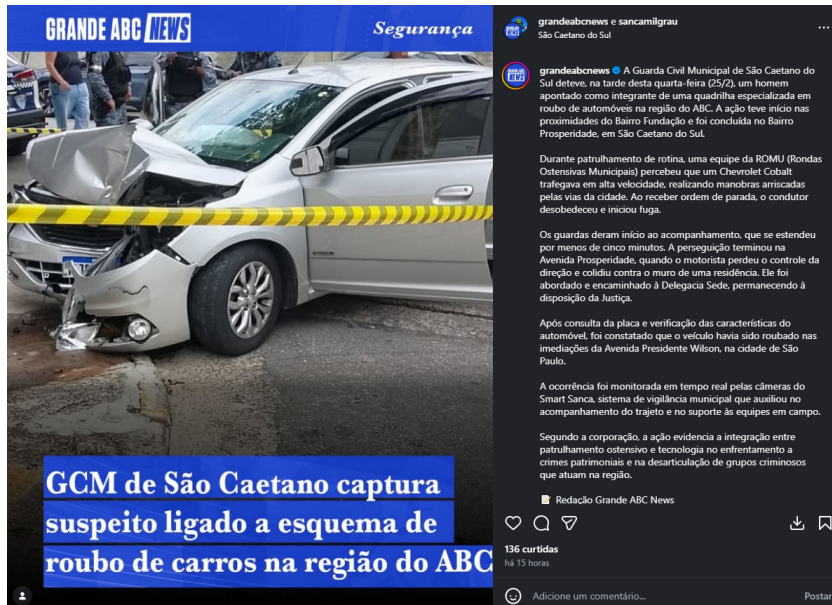 GRANDE ABC NEWS
Segurança
GCM de São Caetano captura
suspeito ligado a esquema de
roubo de carros na região do ABC
grandeabcnews e sancamilgrau
São Caetano do Sul
grandeabcnews A Guarda Civil Municipal de São Caetano do
Sul deteve, na tarde desta quarta-feira (25/2), um homem
apontado como integrante de uma quadrilha especializada em
roubo de automóveis na região do ABC. A ação teve início nas
proximidades do Bairro Fundação e foi concluída no Bairro
Prosperidade, em São Caetano do Sul.
Durante patrulhamento de rotina, uma equipe da ROMU (Rondas
Ostensivas Municipais) percebeu que um Chevrolet Cobalt
trafegava em alta velocidade, realizando manobras arriscadas
pelas vias da cidade. Ao receber ordem de parada, o condutor
desobedeceu e iniciou fuga.
Os guardas deram início ao acompanhamento, que se estendeu
por menos de cinco minutos. A perseguição terminou na
Avenida Prosperidade, quando o motorista perdeu o controle da
direção e colidiu contra o muro de uma residência. Ele foi
abordado e encaminhado à Delegacia Sede, permanecendo à
disposição da Justiça.
Após consulta da placa e verificação das características do
automóvel, foi constatado que o veículo havia sido roubado nas
imediações da Avenida Presidente Wilson, na cidade de São
Paulo.
A ocorrência foi monitorada em tempo real pelas câmeras do
Smart Sanca, sistema de vigilância municipal que auxiliou no
acompanhamento do trajeto e no suporte às equipes em campo.
Segundo a corporação, a ação evidencia a integração entre
patrulhamento ostensivo e tecnologia no enfrentamento a
crimes patrimoniais e na desarticulação de grupos criminosos
que atuam na região.
Redação Grande ABC News
136 curtidas
há 15 horas
Adicione um comentário...
Postar